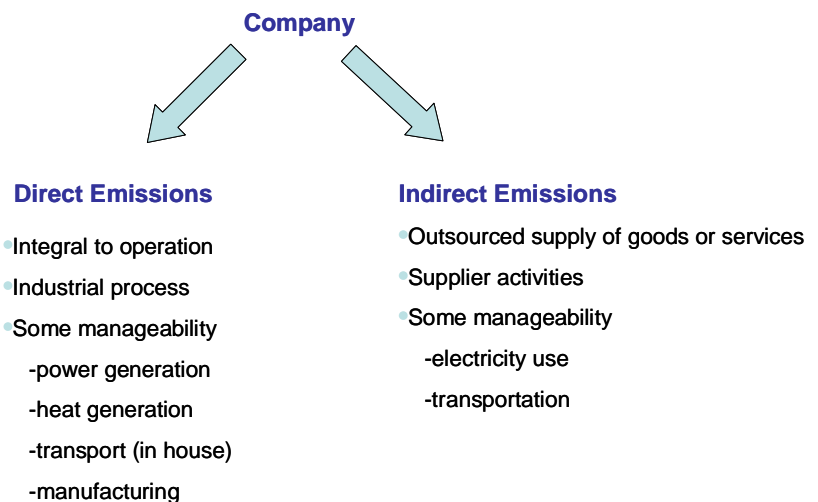 Company
Direct Emissions
•Integral to operation
•Industrial process
•Some manageability
-power generation
-heat generation
-transport (in house)
-manufacturing
Indirect Emissions
•Outsourced supply of goods or services
•Supplier activities
•Some manageability
-electricity use
-transportation